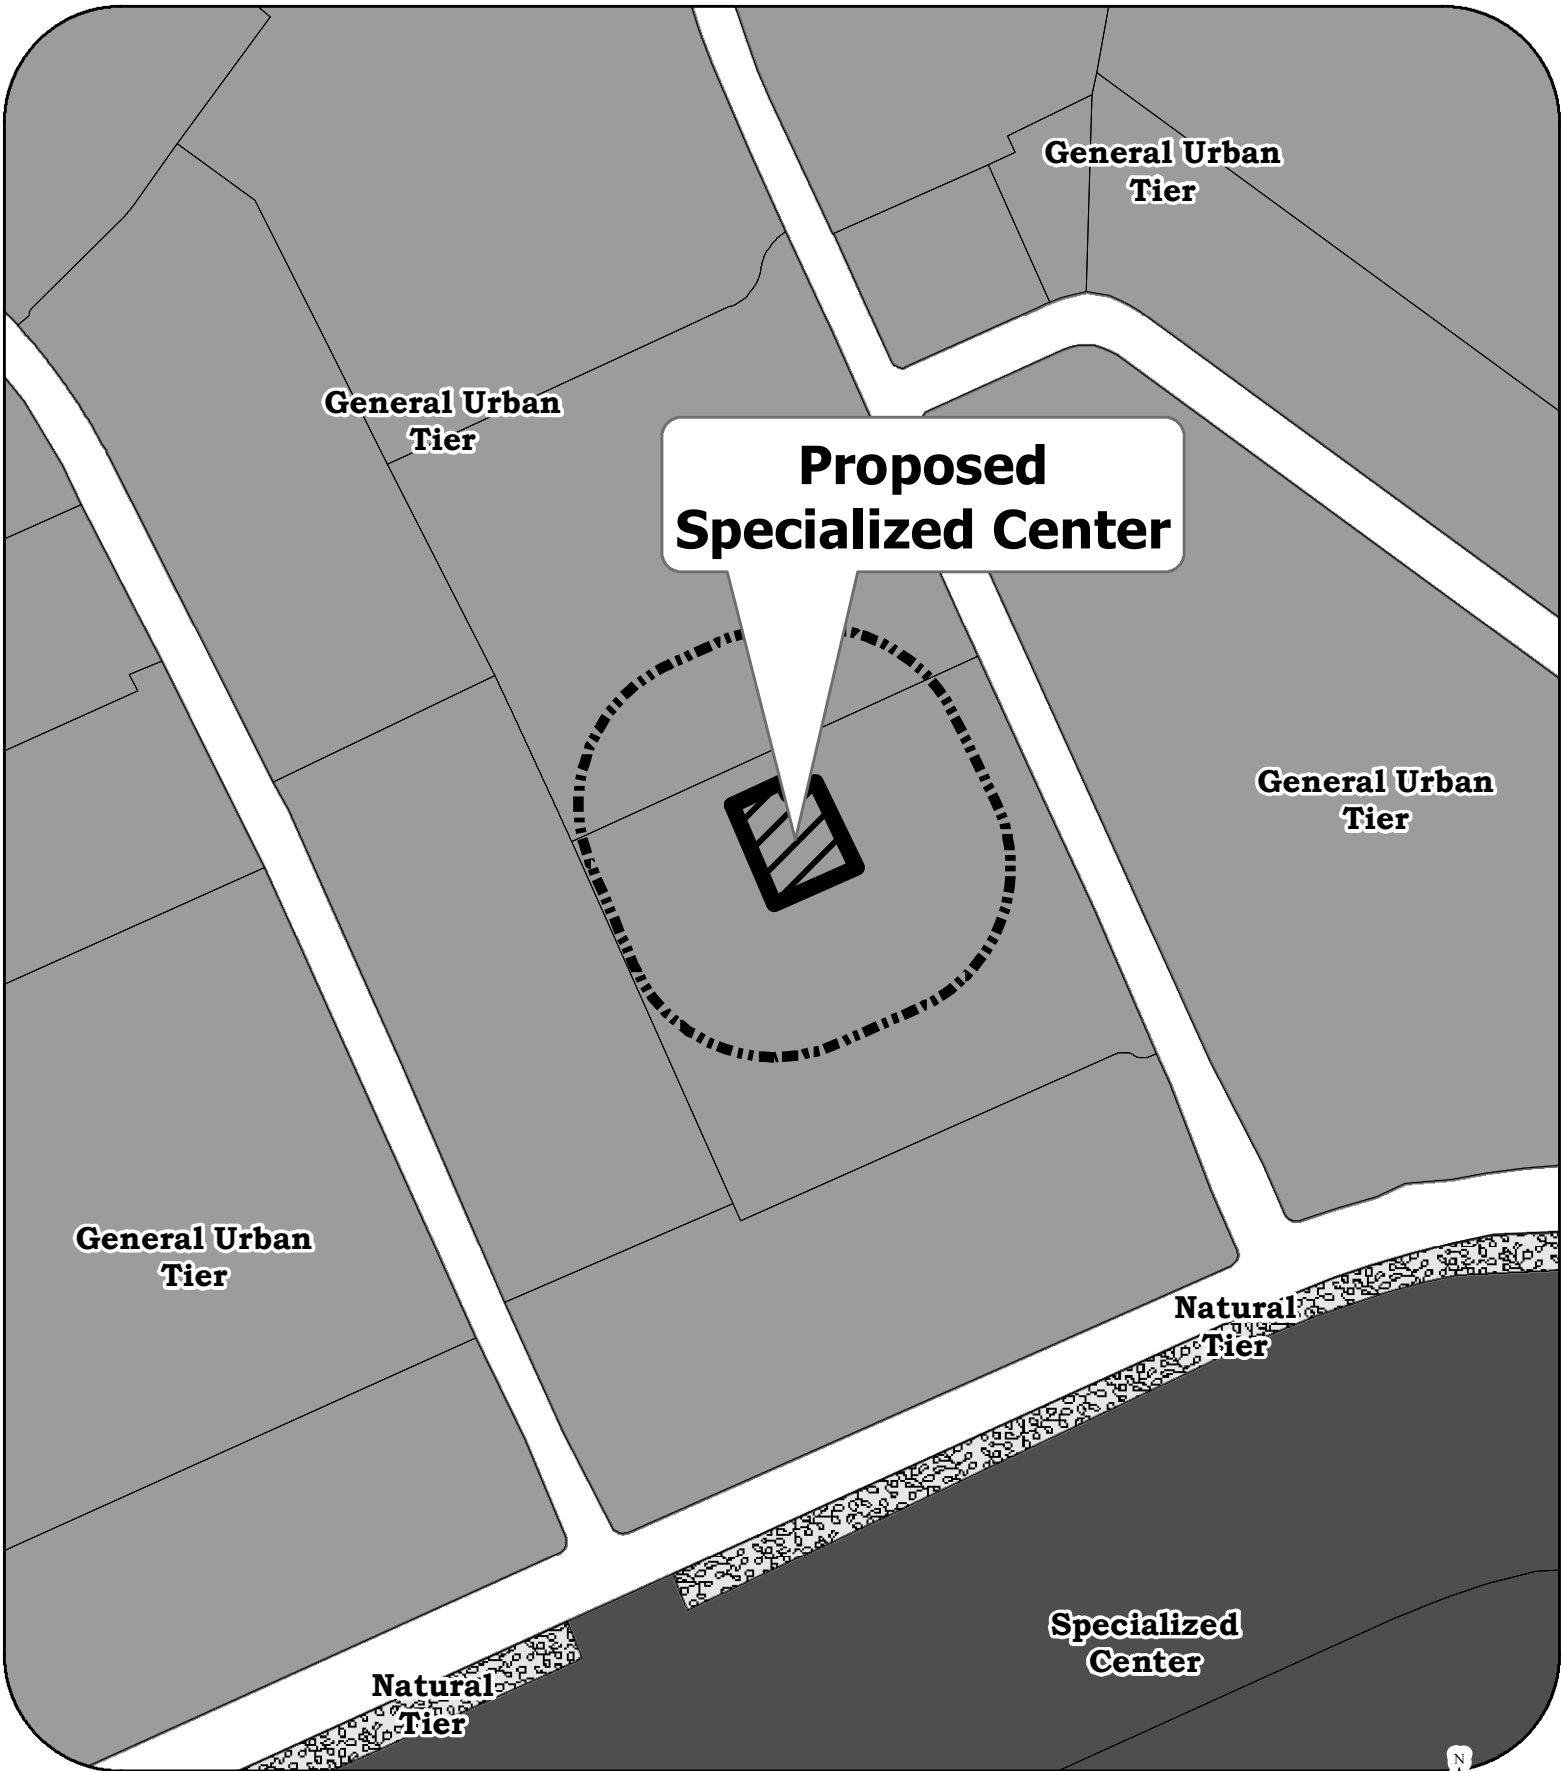 General Urban
Tier
General Urban
Tier
Proposed
Specialized Center
General Urban
Tier
General Urban
Tier
Natural
Tier
Specialized
Center
Natural
Tier
N